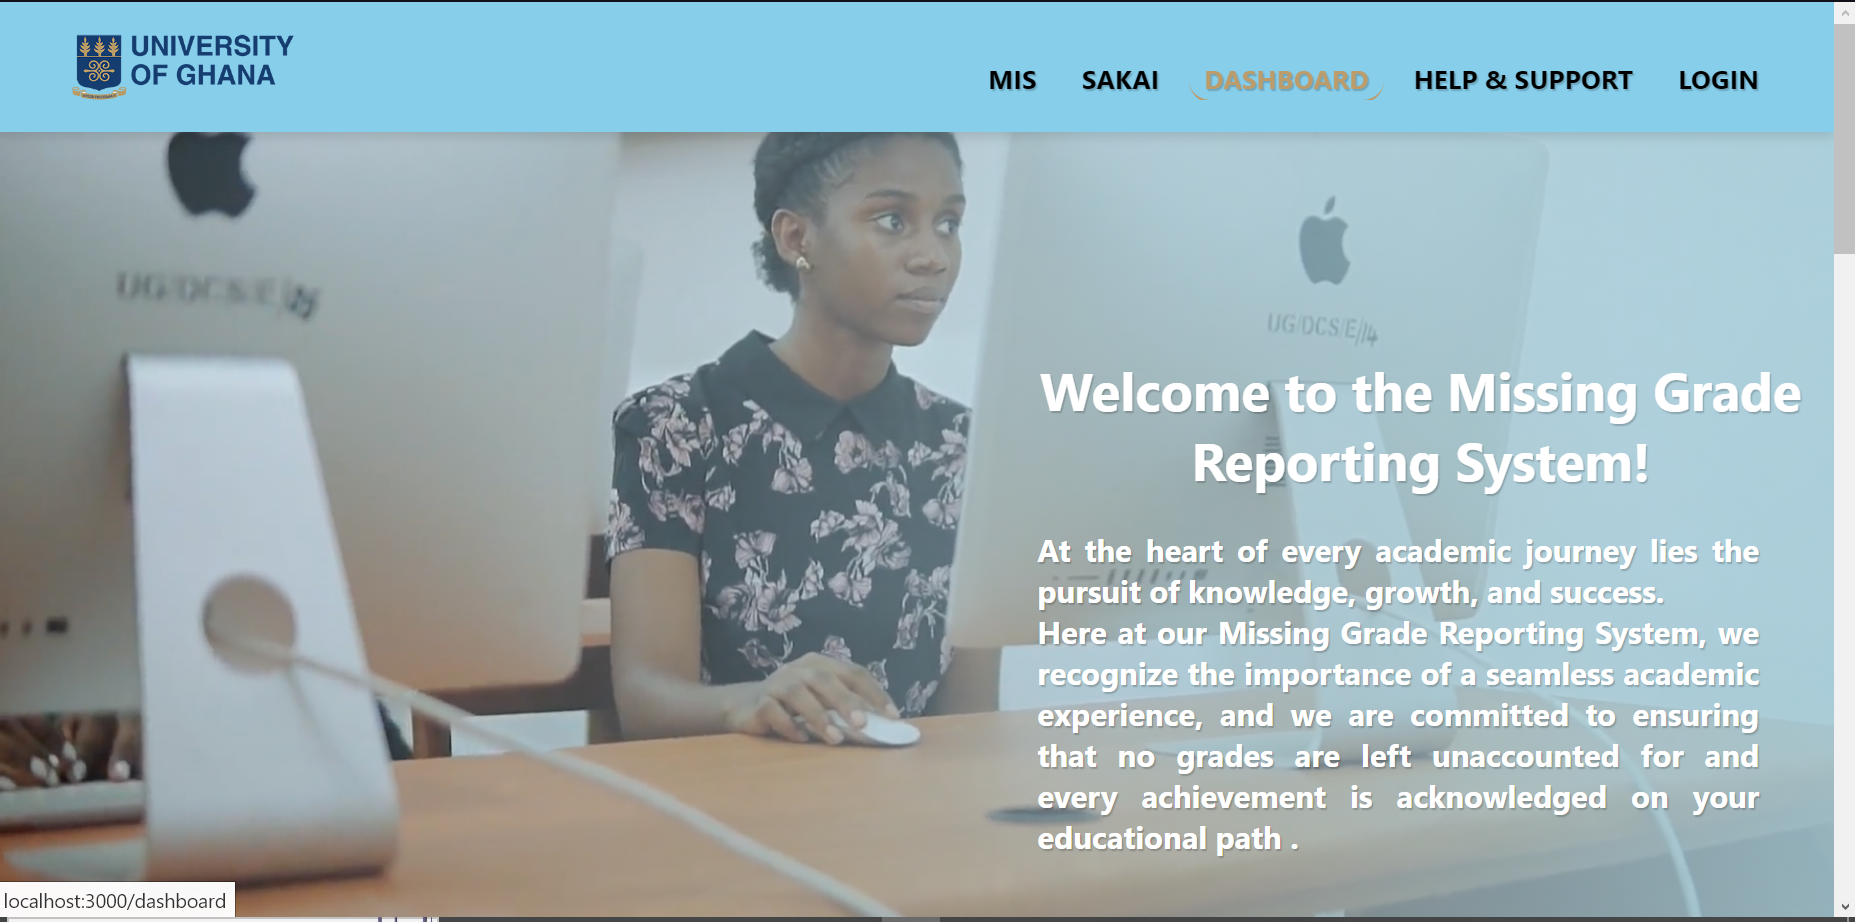 UNIVERSITY
OF GHANA
MIS SAKAI DASHBOARD HELP & SUPPORT LOGIN
UG/DCS/E/
UG/DCS/E/14
Welcome to the Missing Grade
Reporting System!
At the heart of every academic journey lies the
pursuit of knowledge, growth, and success.
Here at our Missing Grade Reporting System, we
recognize the importance of a seamless academic
experience, and we are committed to ensuring
that no grades are left unaccounted for and
every achievement is acknowledged on your
educational path .
localhost:3000/dashboard